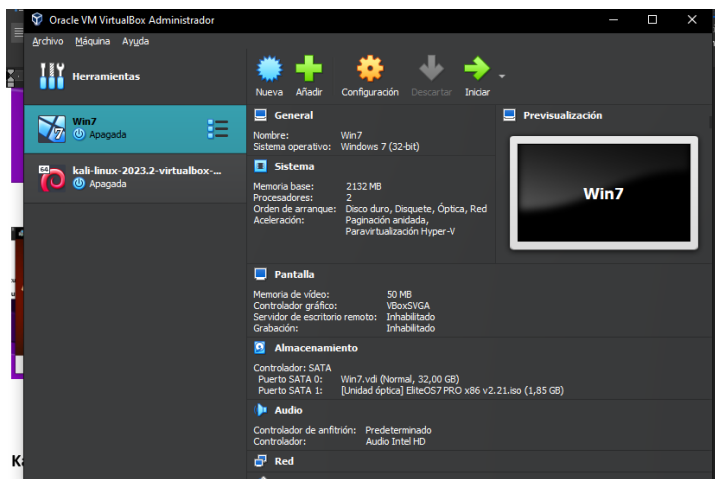 Oracle VM VirtualBox Administrador
Archivo Máquina Ayuda
Herramientas
Nueva Añadir Configuración Descartar Iniciar
Win7
Apagada
kali-linux-2023.2-virtualbox-...
Apagada
General
Nombre: Win7
Sistema operativo: Windows 7 (32-bit)
Sistema
Memoria base: 2132 MB
Procesadores: 2
Orden de arranque: Disco duro, Disquete, Óptica, Red
Aceleración: Paginación anidada,
Paravirtualización Hyper-V
Previsualización
Win7
Pantalla
Memoria de vídeo: 50 MB
Controlador gráfico: VBoxSVGA
Servidor de escritorio remoto: Inhabilitado
Grabación: Inhabilitado
Almacenamiento
Controlador: SATA
Puerto SATA 0: Win7.vdi (Normal, 32,00 GB)
Puerto SATA 1: [Unidad óptica] EliteOS7 PRO x86 v2.21.iso (1,85 GB)
Audio
Controlador de anfitrión: Predeterminado
Controlador: Audio Intel HD
Red